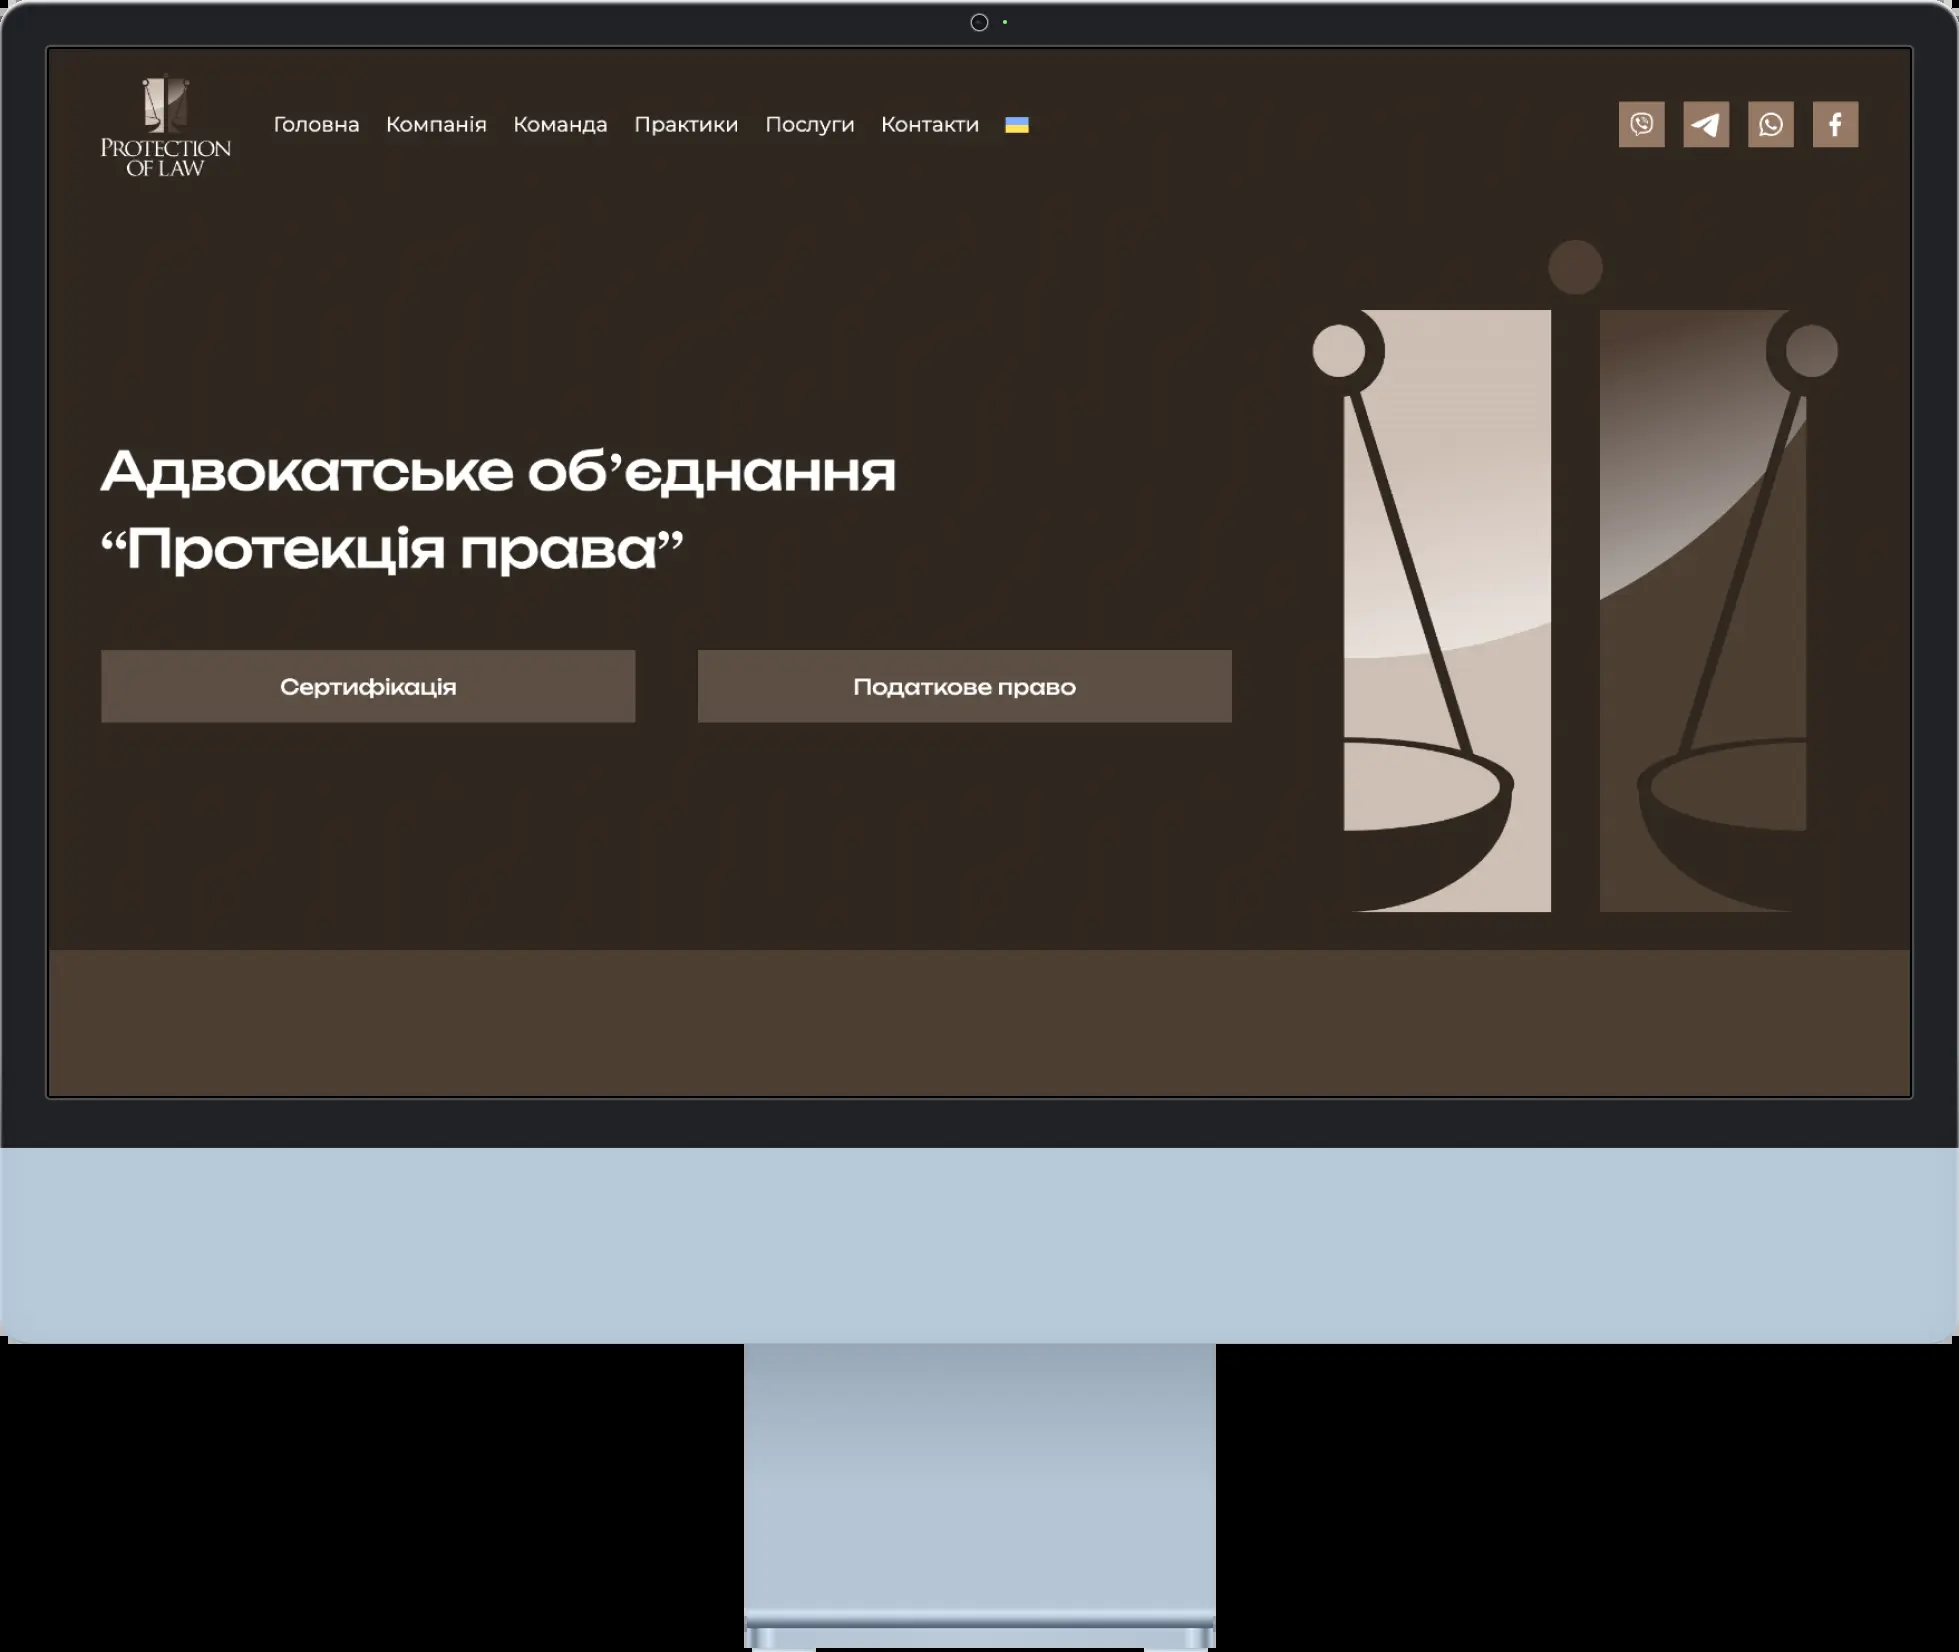 PROTECTION
OF LAW
Головна Компанія Команда Практики Послуги Контакти
Адвокатське об’єднання
“Протекція права”
Сертифікація Податкове право